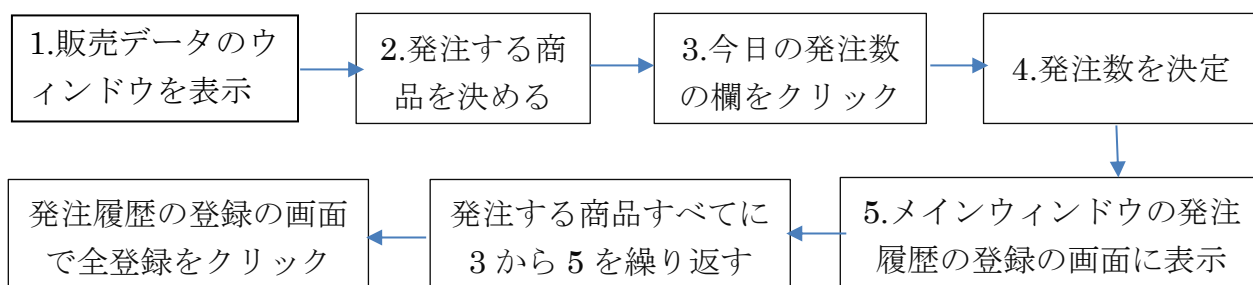 1.販売データのウ
ィンドウを表示
2.発注する商
品を決める
3.今日の発注数
の欄をクリック
4.発注数を決定
5.メインウィンドウの発注
履歴の登録の画面に表示
発注する商品すべてに
3 から 5 を繰り返す
発注履歴の登録の画面
で全登録をクリック